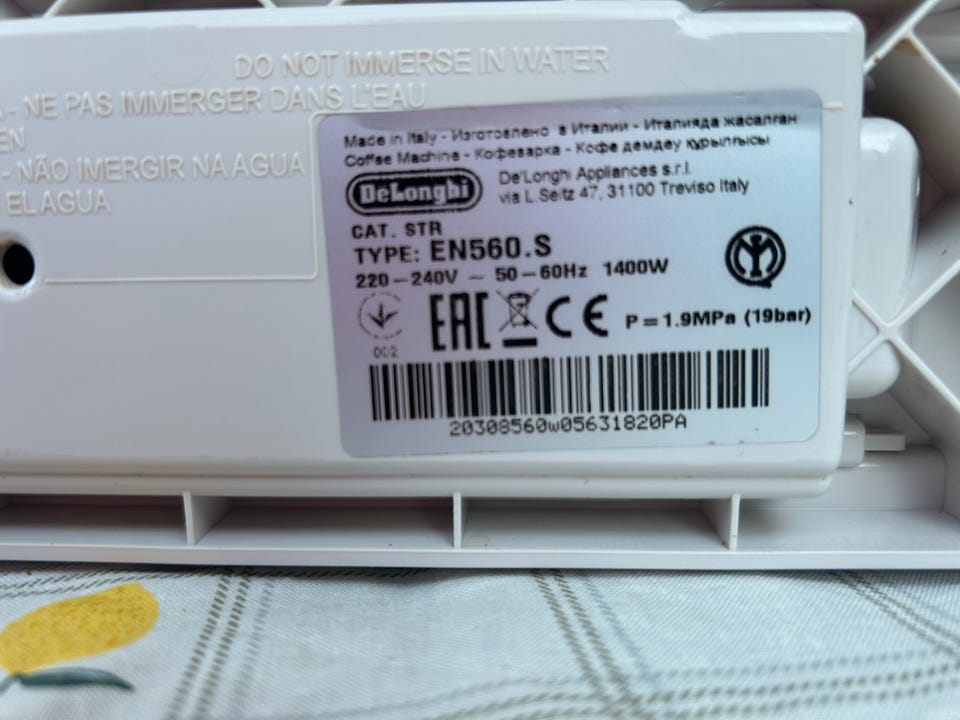 DO NOT IMMERSE IN WATER
A - NE PAS IMMERGER DANS L'EAU
EN
- NÃO IMERGIR NA AGUA
EL AGUA
Made in Italy - Изготовлено в Италии - Италияда жасалган
Coffee Machine - Кофеварка - Кофе демдеу құрылғысы
DeLonghi
De'Longhi Appliances s.r.l.
via L.Seitz 47, 31100 Treviso Italy
CAT. STR
TYPE: EN560.S
220 - 240V ~ 50 - 60Hz 1400W
002
EAC CE P = 1.9MPa (19bar)
20308560w05631820PA